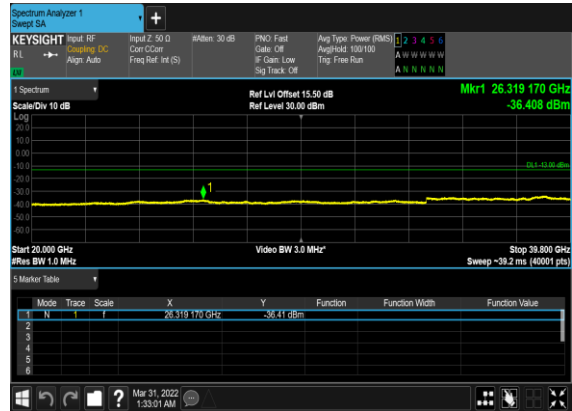 Spectrum Analyzer 1
Swept SA
+
KEYSIGHT Input: RF Input Z: 50 Ω #Atten: 30 dB PNO: Fast Avg Type: Power (RMS) 1 2 3 4 5 6
RL Coupling: DC Corr CCorr Gate: Off Avg|Hold: 100/100 A W W W W W
Align: Auto Freq Ref: Int (S) IF Gain: Low Trig: Free Run
Sig Track: Off A N N N N N
1 Spectrum
Ref Lvl Offset 15.50 dB Mkr1 26.319 170 GHz
Scale/Div 10 dB Ref Level 30.00 dBm -36.408 dBm
Log
20.0
10.0
0.00
-10.0
DL1 -13.00 dBm
-20.0
-30.0
1
-40.0
-50.0
-60.0
Start 20.000 GHz Video BW 3.0 MHz* Stop 39.800 GHz
#Res BW 1.0 MHz Sweep ~39.2 ms (40001 pts)
5 Marker Table
Mode Trace Scale X Y Function Function Width Function Value
1 N 1 f 26.319 170 GHz -36.41 dBm
2
3
4
5
6
? Mar 31, 2022
1:33:01 AM